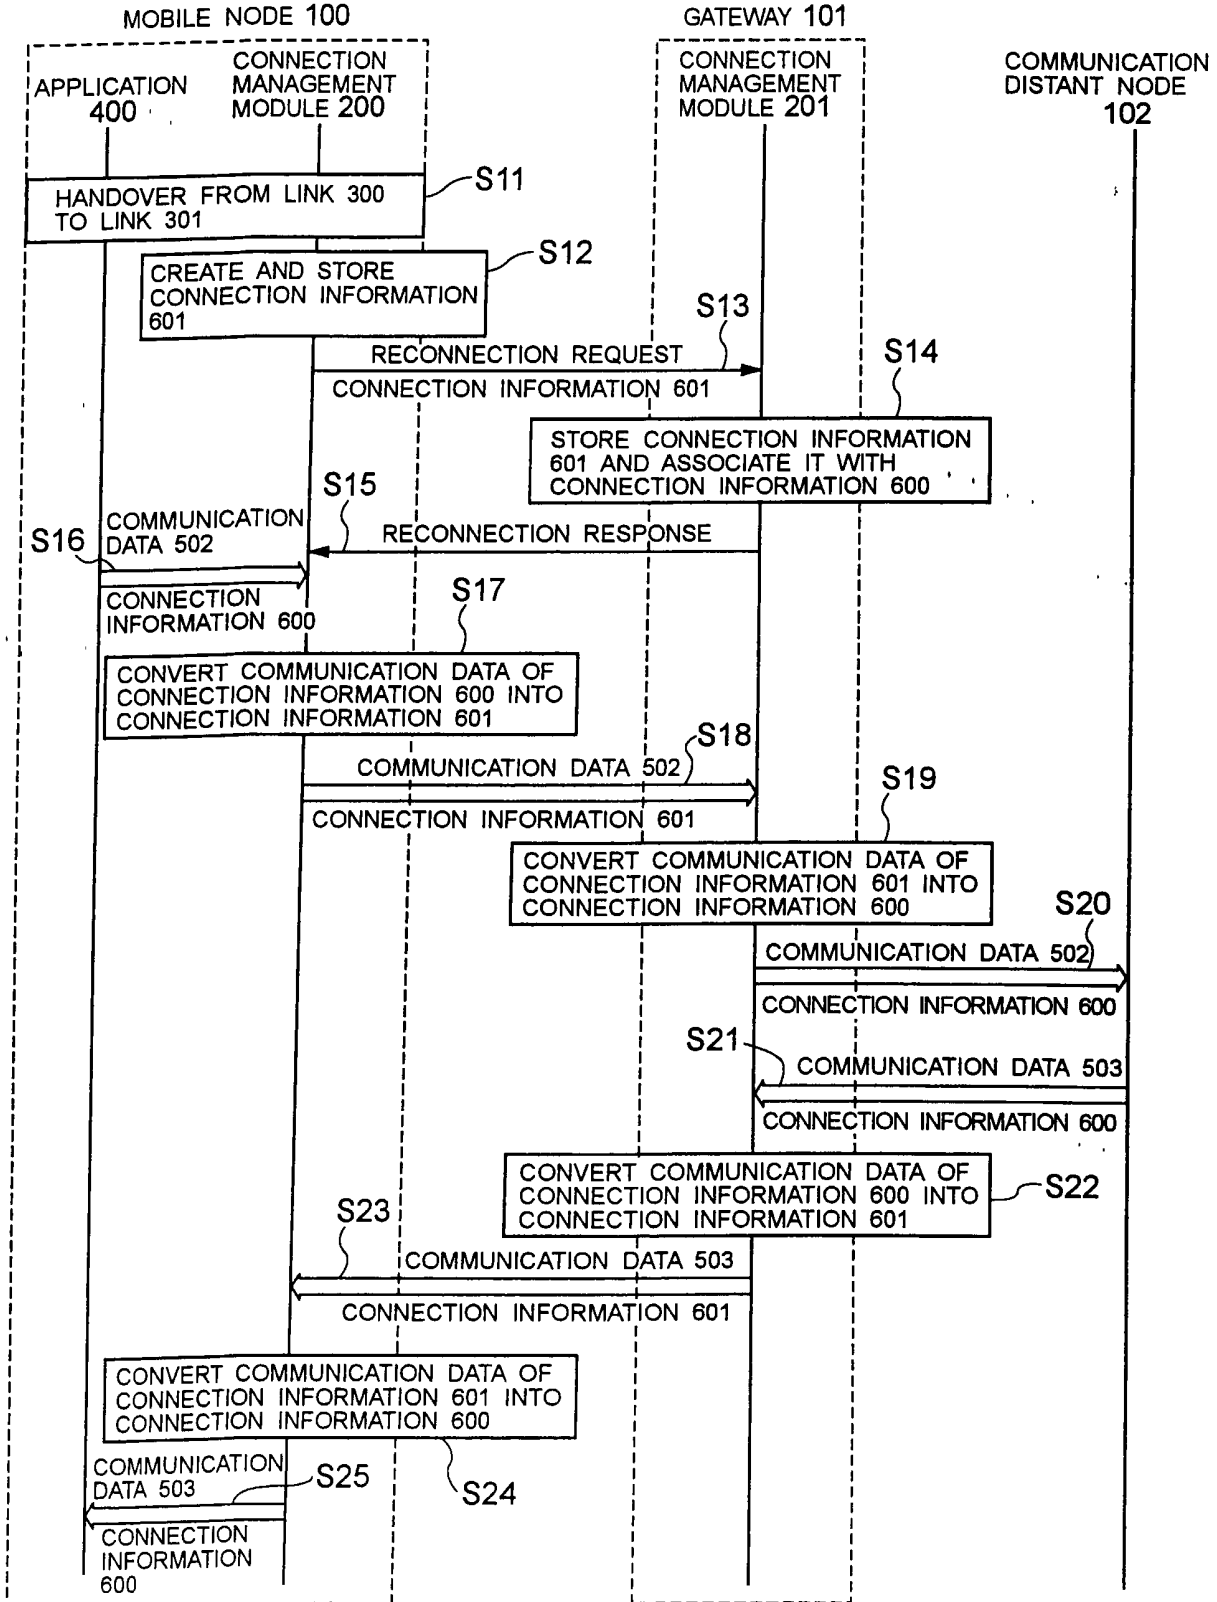 MOBILE NODE 100
GATEWAY 101
APPLICATION
400
CONNECTION
MANAGEMENT
MODULE 200
CONNECTION
MANAGEMENT
MODULE 201
COMMUNICATION
DISTANT NODE
102
HANDOVER FROM LINK 300
TO LINK 301
S11
CREATE AND STORE
CONNECTION INFORMATION
601
S12
S13
RECONNECTION REQUEST
CONNECTION INFORMATION 601
S14
STORE CONNECTION INFORMATION
601 AND ASSOCIATE IT WITH
CONNECTION INFORMATION 600
S15
RECONNECTION RESPONSE
S16
COMMUNICATION
DATA 502
CONNECTION
INFORMATION 600
S17
CONVERT COMMUNICATION DATA OF
CONNECTION INFORMATION 600 INTO
CONNECTION INFORMATION 601
S18
COMMUNICATION DATA 502
CONNECTION INFORMATION 601
S19
CONVERT COMMUNICATION DATA OF
CONNECTION INFORMATION 601 INTO
CONNECTION INFORMATION 600
S20
COMMUNICATION DATA 502
CONNECTION INFORMATION 600
S21
COMMUNICATION DATA 503
CONNECTION INFORMATION 600
CONVERT COMMUNICATION DATA OF
CONNECTION INFORMATION 600 INTO
CONNECTION INFORMATION 601
S22
S23
COMMUNICATION DATA 503
CONNECTION INFORMATION 601
CONVERT COMMUNICATION DATA OF
CONNECTION INFORMATION 601 INTO
CONNECTION INFORMATION 600
S24
COMMUNICATION
DATA 503
S25
CONNECTION
INFORMATION
600